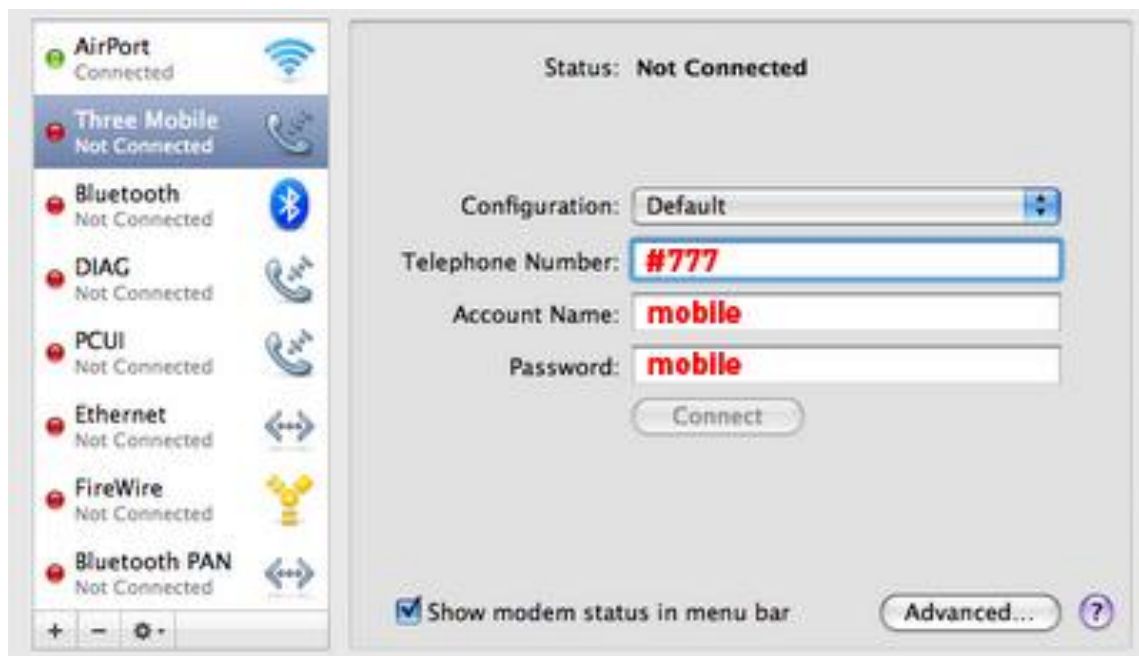 AirPort
Connected
Three Mobile
Not Connected
Bluetooth
Not Connected
DIAG
Not Connected
PCUI
Not Connected
Ethernet
Not Connected
FireWire
Not Connected
Bluetooth PAN
Not Connected
+ −
Status: Not Connected
Configuration: Default
Telephone Number: #777
Account Name: mobile
Password: mobile
Connect
Show modem status in menu bar
Advanced... ?